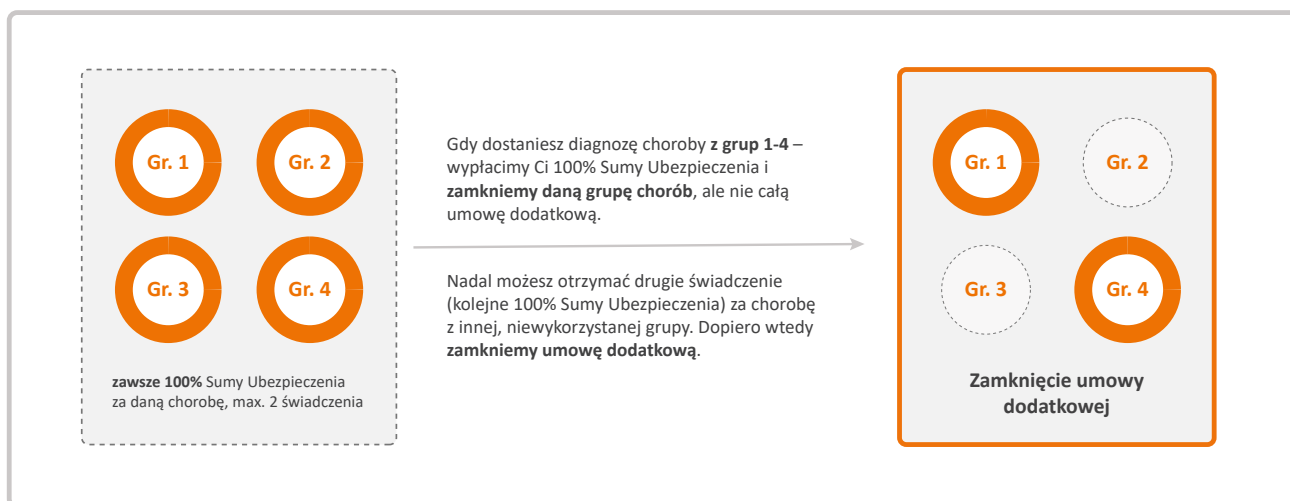 Gr. 1
Gr. 2
Gr. 3
Gr. 4
zawsze 100% Sumy Ubezpieczenia
za daną chorobę, max. 2 świadczenia
Gdy dostaniesz diagnozę choroby z grup 1-4 –
wypłacimy Ci 100% Sumy Ubezpieczenia i
zamkniemy daną grupę chorób, ale nie całą
umowę dodatkową.
Nadal możesz otrzymać drugie świadczenie
(kolejne 100% Sumy Ubezpieczenia) za chorobę
z innej, niewykorzystanej grupy. Dopiero wtedy
zamkniemy umowę dodatkową.
Gr. 1
Gr. 2
Gr. 3
Gr. 4
Zamknięcie umowy
dodatkowej